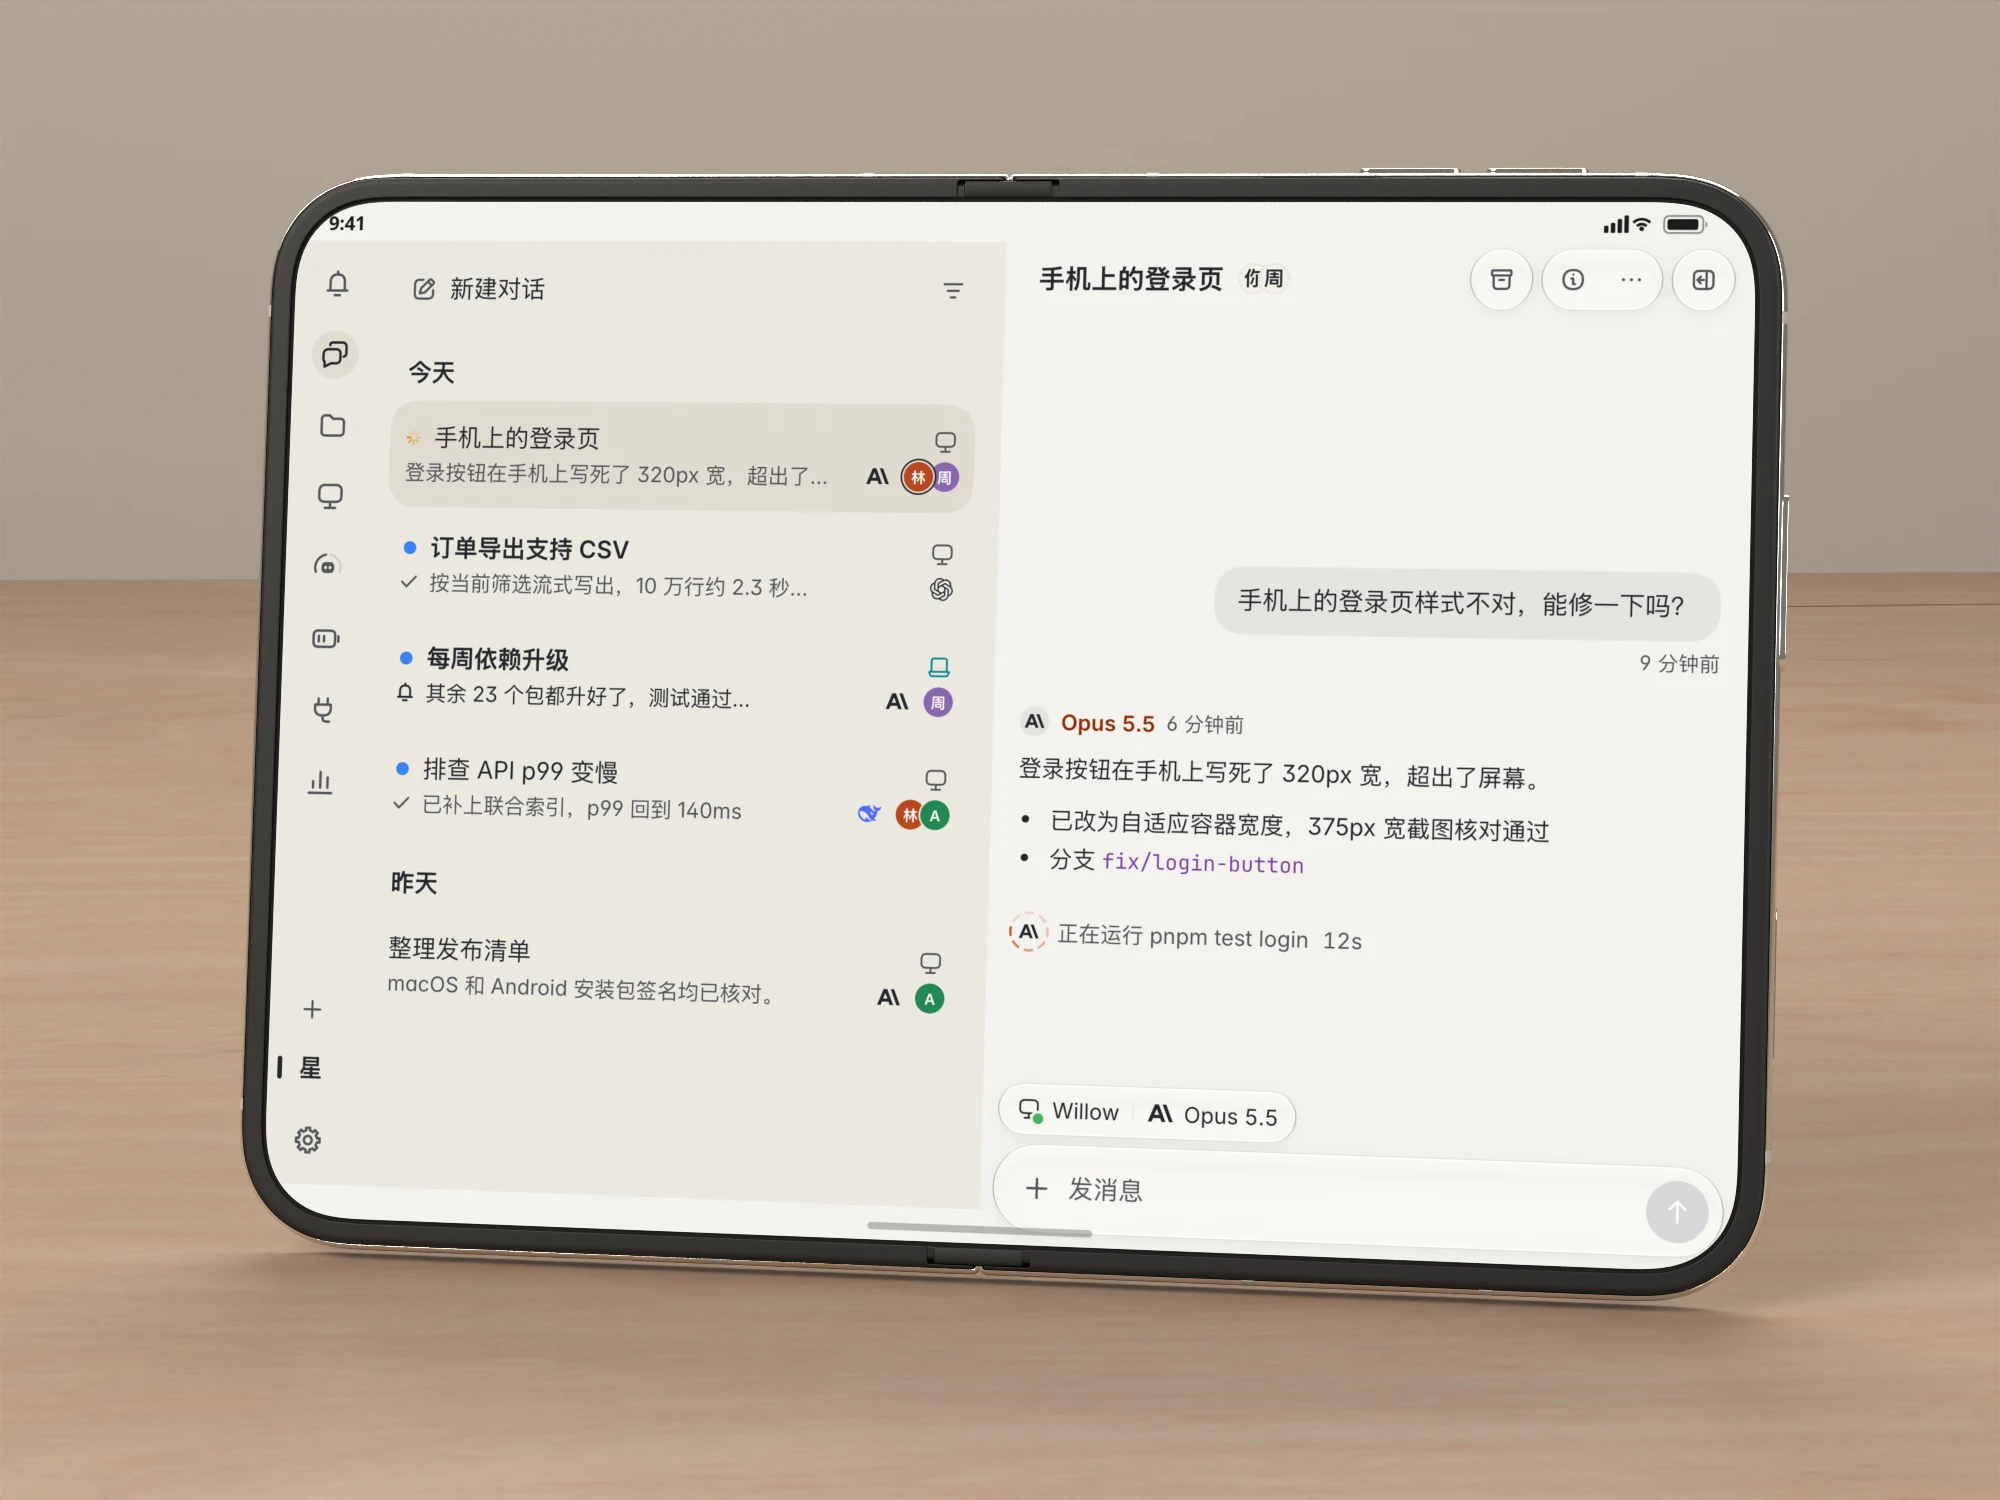 9:41
新建对话
今天
手机上的登录页
登录按钮在手机上写死了 320px 宽，超出了...
林 周
订单导出支持 CSV
按当前筛选流式写出，10 万行约 2.3 秒...
每周依赖升级
其余 23 个包都升好了，测试通过...
周
排查 API p99 变慢
已补上联合索引，p99 回到 140ms
林 A
昨天
整理发布清单
macOS 和 Android 安装包签名均已核对。
A
星
手机上的登录页
周
手机上的登录页样式不对，能修一下吗?
9 分钟前
Opus 5.5 6 分钟前
登录按钮在手机上写死了 320px 宽，超出了屏幕。
• 已改为自适应容器宽度，375px 宽截图核对通过
• 分支 fix/login-button
正在运行 pnpm test login 12s
Willow Opus 5.5
发消息